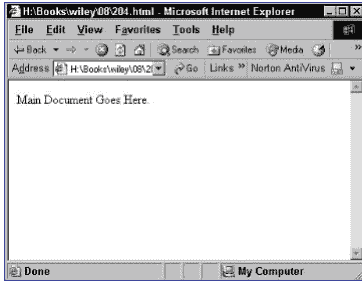 H:\Books\wiley\08\204.html - Microsoft Internet Explorer
File Edit View Favorites Tools Help
Back Search Favorites Media »
Address H:\Books\wiley\08\2 Go Links » Norton AntiVirus
Main Document Goes Here.
Done My Computer